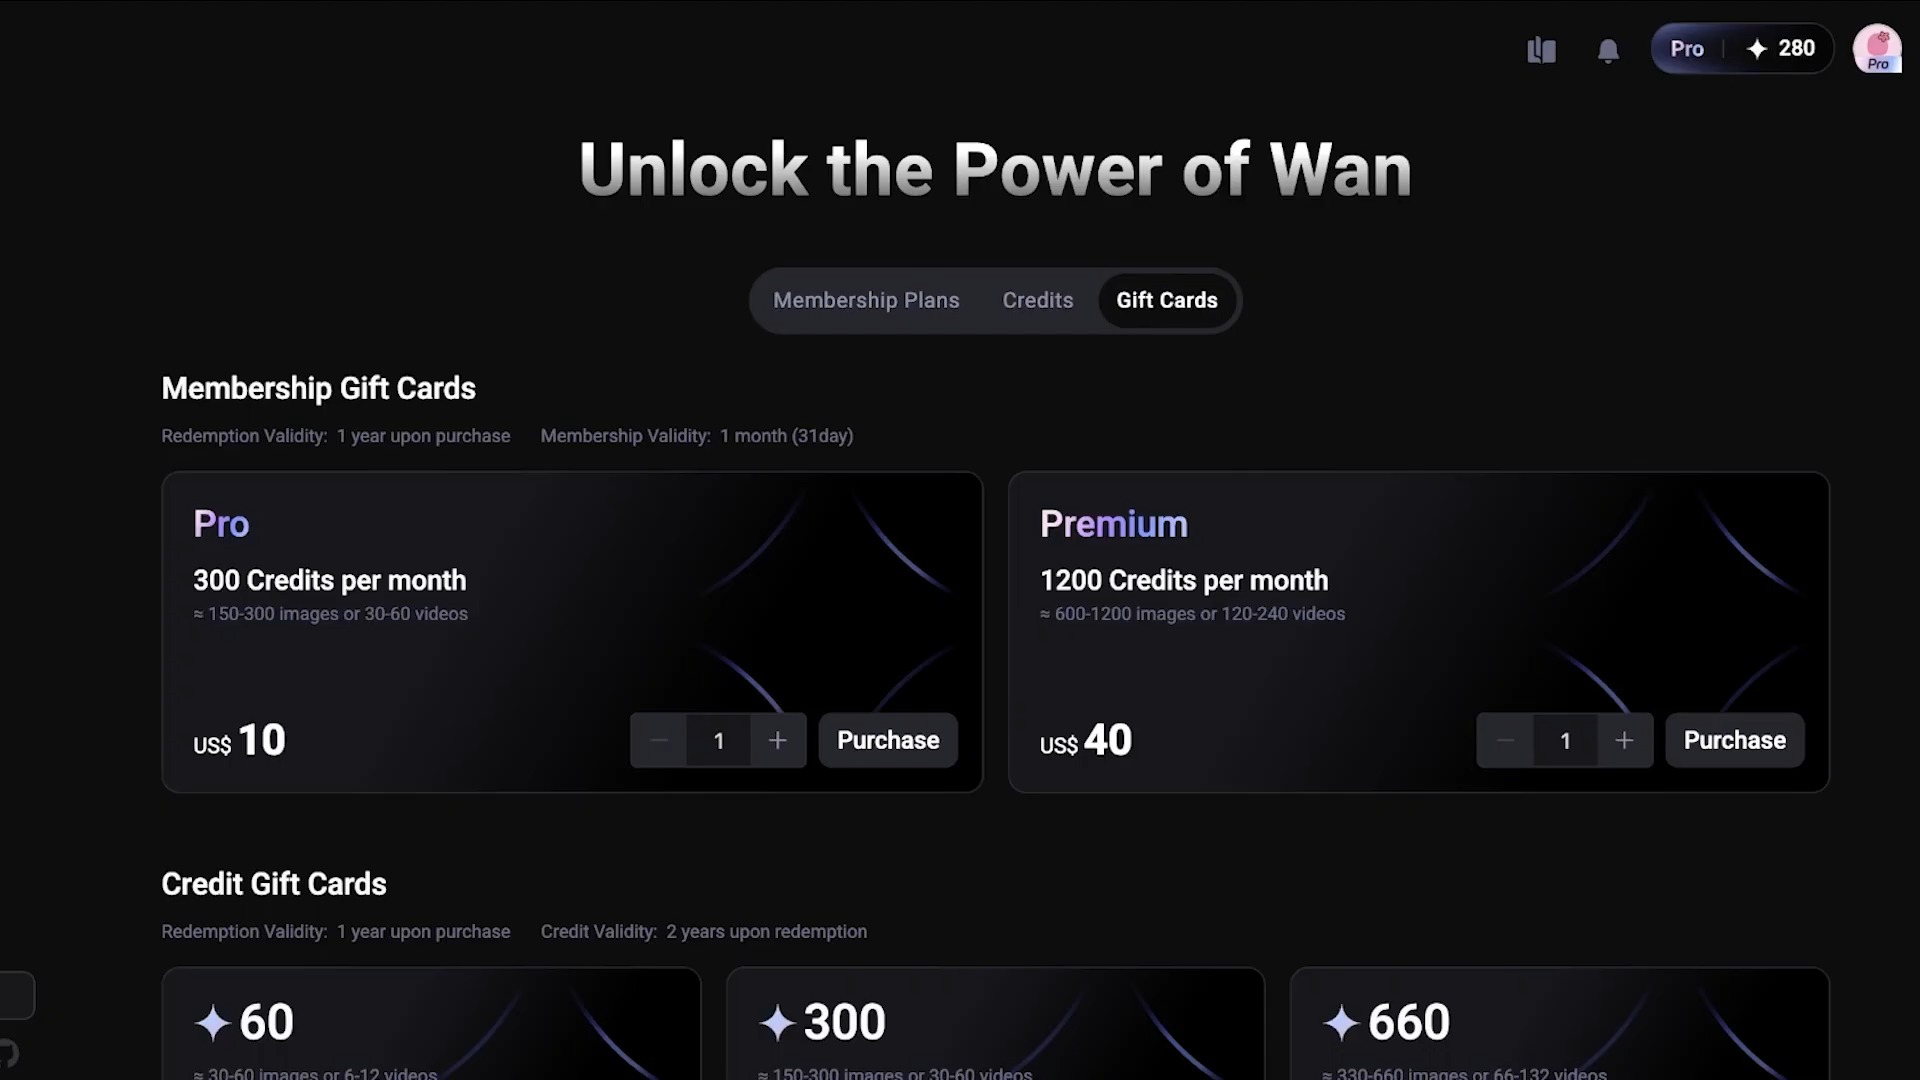 Pro 280
Pro
Unlock the Power of Wan
Membership Plans Credits Gift Cards
Membership Gift Cards
Redemption Validity: 1 year upon purchase Membership Validity: 1 month (31day)
Pro
300 Credits per month
≈ 150-300 images or 30-60 videos
US$ 10
1
Purchase
Premium
1200 Credits per month
≈ 600-1200 images or 120-240 videos
US$ 40
1
Purchase
Credit Gift Cards
Redemption Validity: 1 year upon purchase Credit Validity: 2 years upon redemption
60
≈ 30-60 images or 6-12 videos
300
≈ 150-300 images or 30-60 videos
660
≈ 330-660 images or 66-132 videos